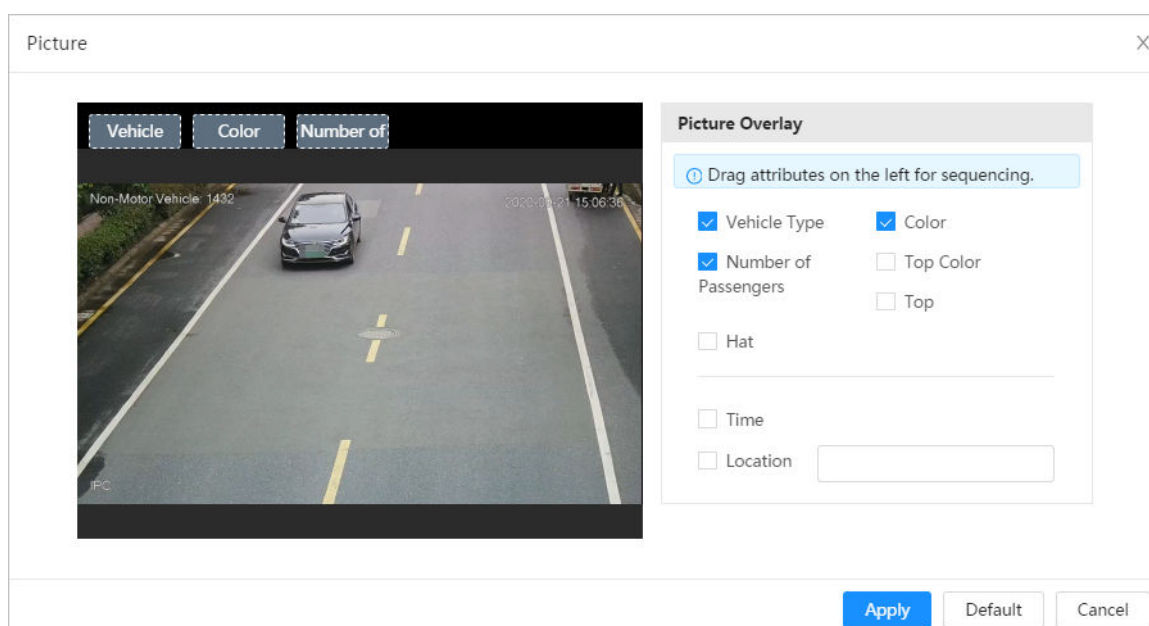 Picture
X
Vehicle Color Number of
Non-Motor Vehicle: 1432
15:06:36
IPC
Picture Overlay
Drag attributes on the left for sequencing.
Vehicle Type Color
Number of Passengers
Top Color
Top
Hat
Time
Location
Apply Default Cancel